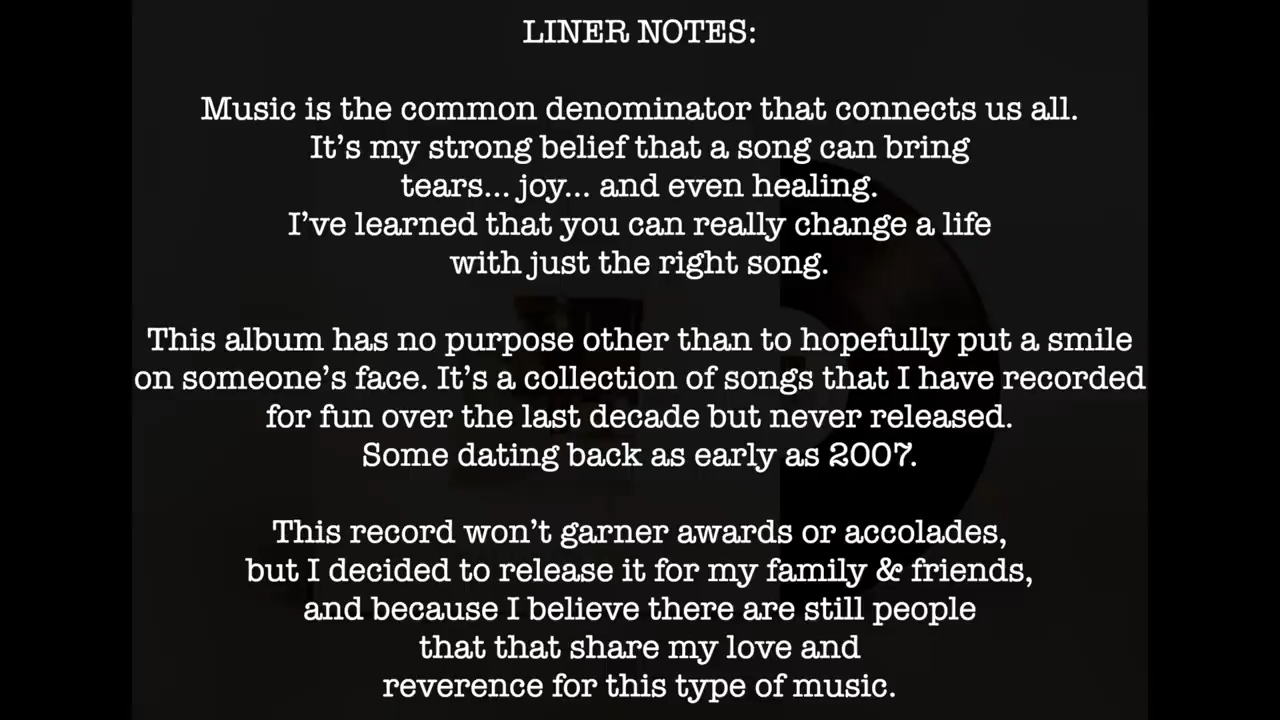 LINER NOTES:
Music is the common denominator that connects us all.
It’s my strong belief that a song can bring
tears... joy... and even healing.
I’ve learned that you can really change a life
with just the right song.
This album has no purpose other than to hopefully put a smile
on someone’s face. It’s a collection of songs that I have recorded
for fun over the last decade but never released.
Some dating back as early as 2007.
This record won’t garner awards or accolades,
but I decided to release it for my family & friends,
and because I believe there are still people
that that share my love and
reverence for this type of music.